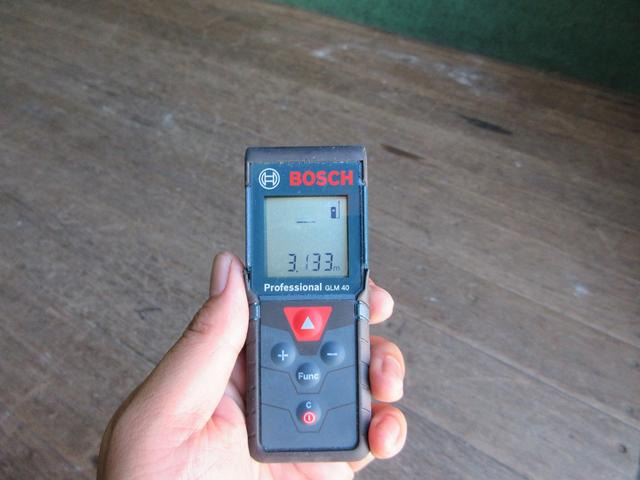 BOSCH
3.133m
Professional GLM 40
+ −
Func
C